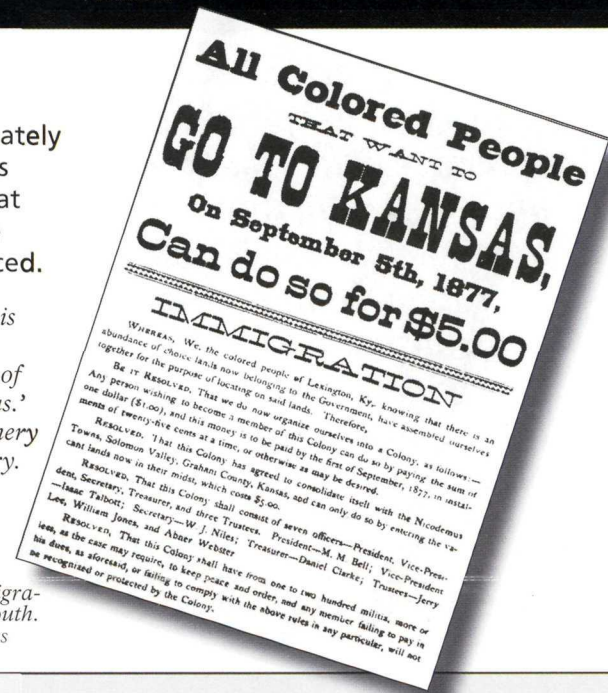 ately
s
at
ced.
is
of
s.'
nery
ry.
igra-
outh.
s
All Colored People
THAT WANT TO
GO TO KANSAS,
On September 5th, 1877,
Can do so for $5.00
IMMIGRATION
WHEREAS, We, the colored people of Lexington, Ky., knowing that there is an
abundance of choice lands now belonging to the Government, have assembled ourselves
together for the purpose of locating on said lands. Therefore,
BE IT RESOLVED, That we do now organize ourselves into a Colony, as follows:—
Any person wishing to become a member of this Colony can do so by paying the sum of
one dollar ($1.00), and this money is to be paid by the first of September, 1877, in instal-
ments of twenty-five cents at a time, or otherwise as may be desired.
RESOLVED, That this Colony has agreed to consolidate itself with the Nicodemus
Towns, Solomon Valley, Graham County, Kansas, and can only do so by entering the va-
cant lands now in their midst, which costs $5.00.
RESOLVED, That this Colony shall consist of seven officers—President, Vice-Presi-
dent, Secretary, Treasurer, and three Trustees. President—M. M. Bell; Vice-President
—Isaac Talbott; Secretary—W. J. Niles; Treasurer—Daniel Clarke; Trustees—Jerry
Lee, William Jones, and Abner Webster
RESOLVED, That this Colony shall have from one to two hundred militia, more or
less, as the case may require, to keep peace and order, and any member failing to pay in
his dues, as aforesaid, or failing to comply with the above rules in any particular, will not
be recognized or protected by the Colony.